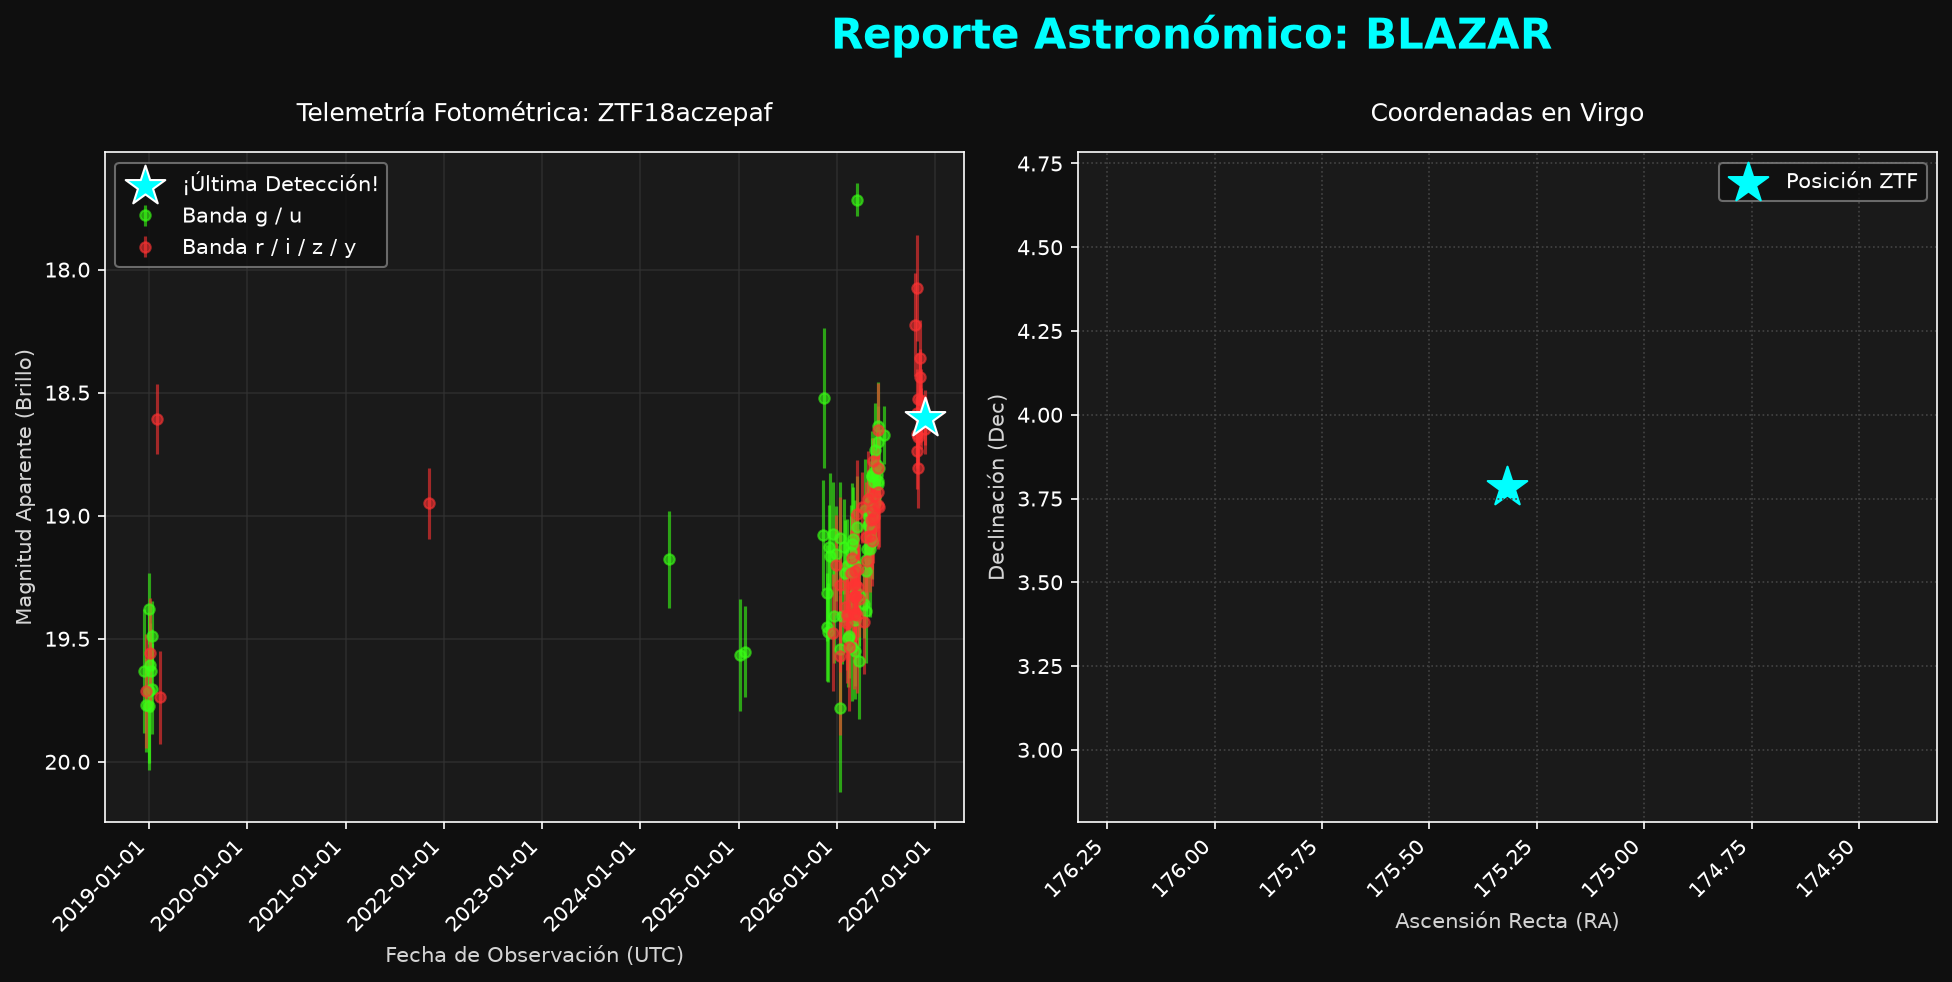 Reporte Astronómico: BLAZAR
Telemetría Fotométrica: ZTF18aczepaf
¡Última Detección!
Banda g / u
Banda r / i / z / y
Magnitud Aparente (Brillo)
18.0
18.5
19.0
19.5
20.0
2019-01-01
2020-01-01
2021-01-01
2022-01-01
2023-01-01
2024-01-01
2025-01-01
2026-01-01
2027-01-01
Fecha de Observación (UTC)
Coordenadas en Virgo
Posición ZTF
Declinación (Dec)
4.75
4.50
4.25
4.00
3.75
3.50
3.25
3.00
176.25
176.00
175.75
175.50
175.25
175.00
174.75
174.50
Ascensión Recta (RA)